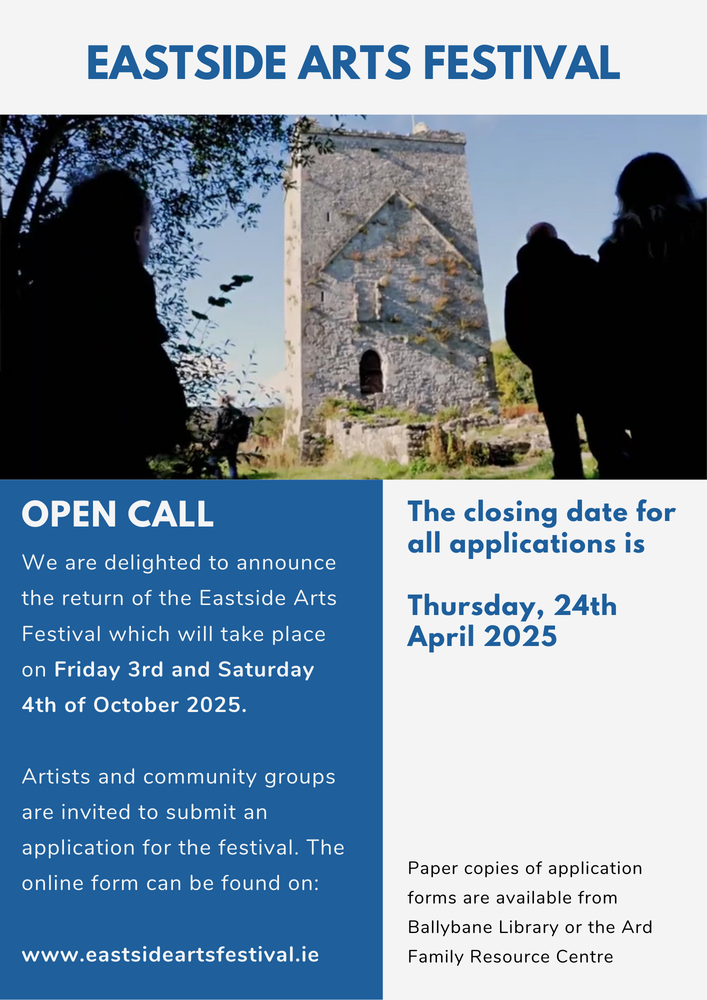 EASTSIDE ARTS FESTIVAL
OPEN CALL
We are delighted to announce
the return of the Eastside Arts
Festival which will take place
on Friday 3rd and Saturday
4th of October 2025.
Artists and community groups
are invited to submit an
application for the festival. The
online form can be found on:
www.eastsideartsfestival.ie
The closing date for
all applications is
Thursday, 24th
April 2025
Paper copies of application
forms are available from
Ballybane Library or the Ard
Family Resource Centre